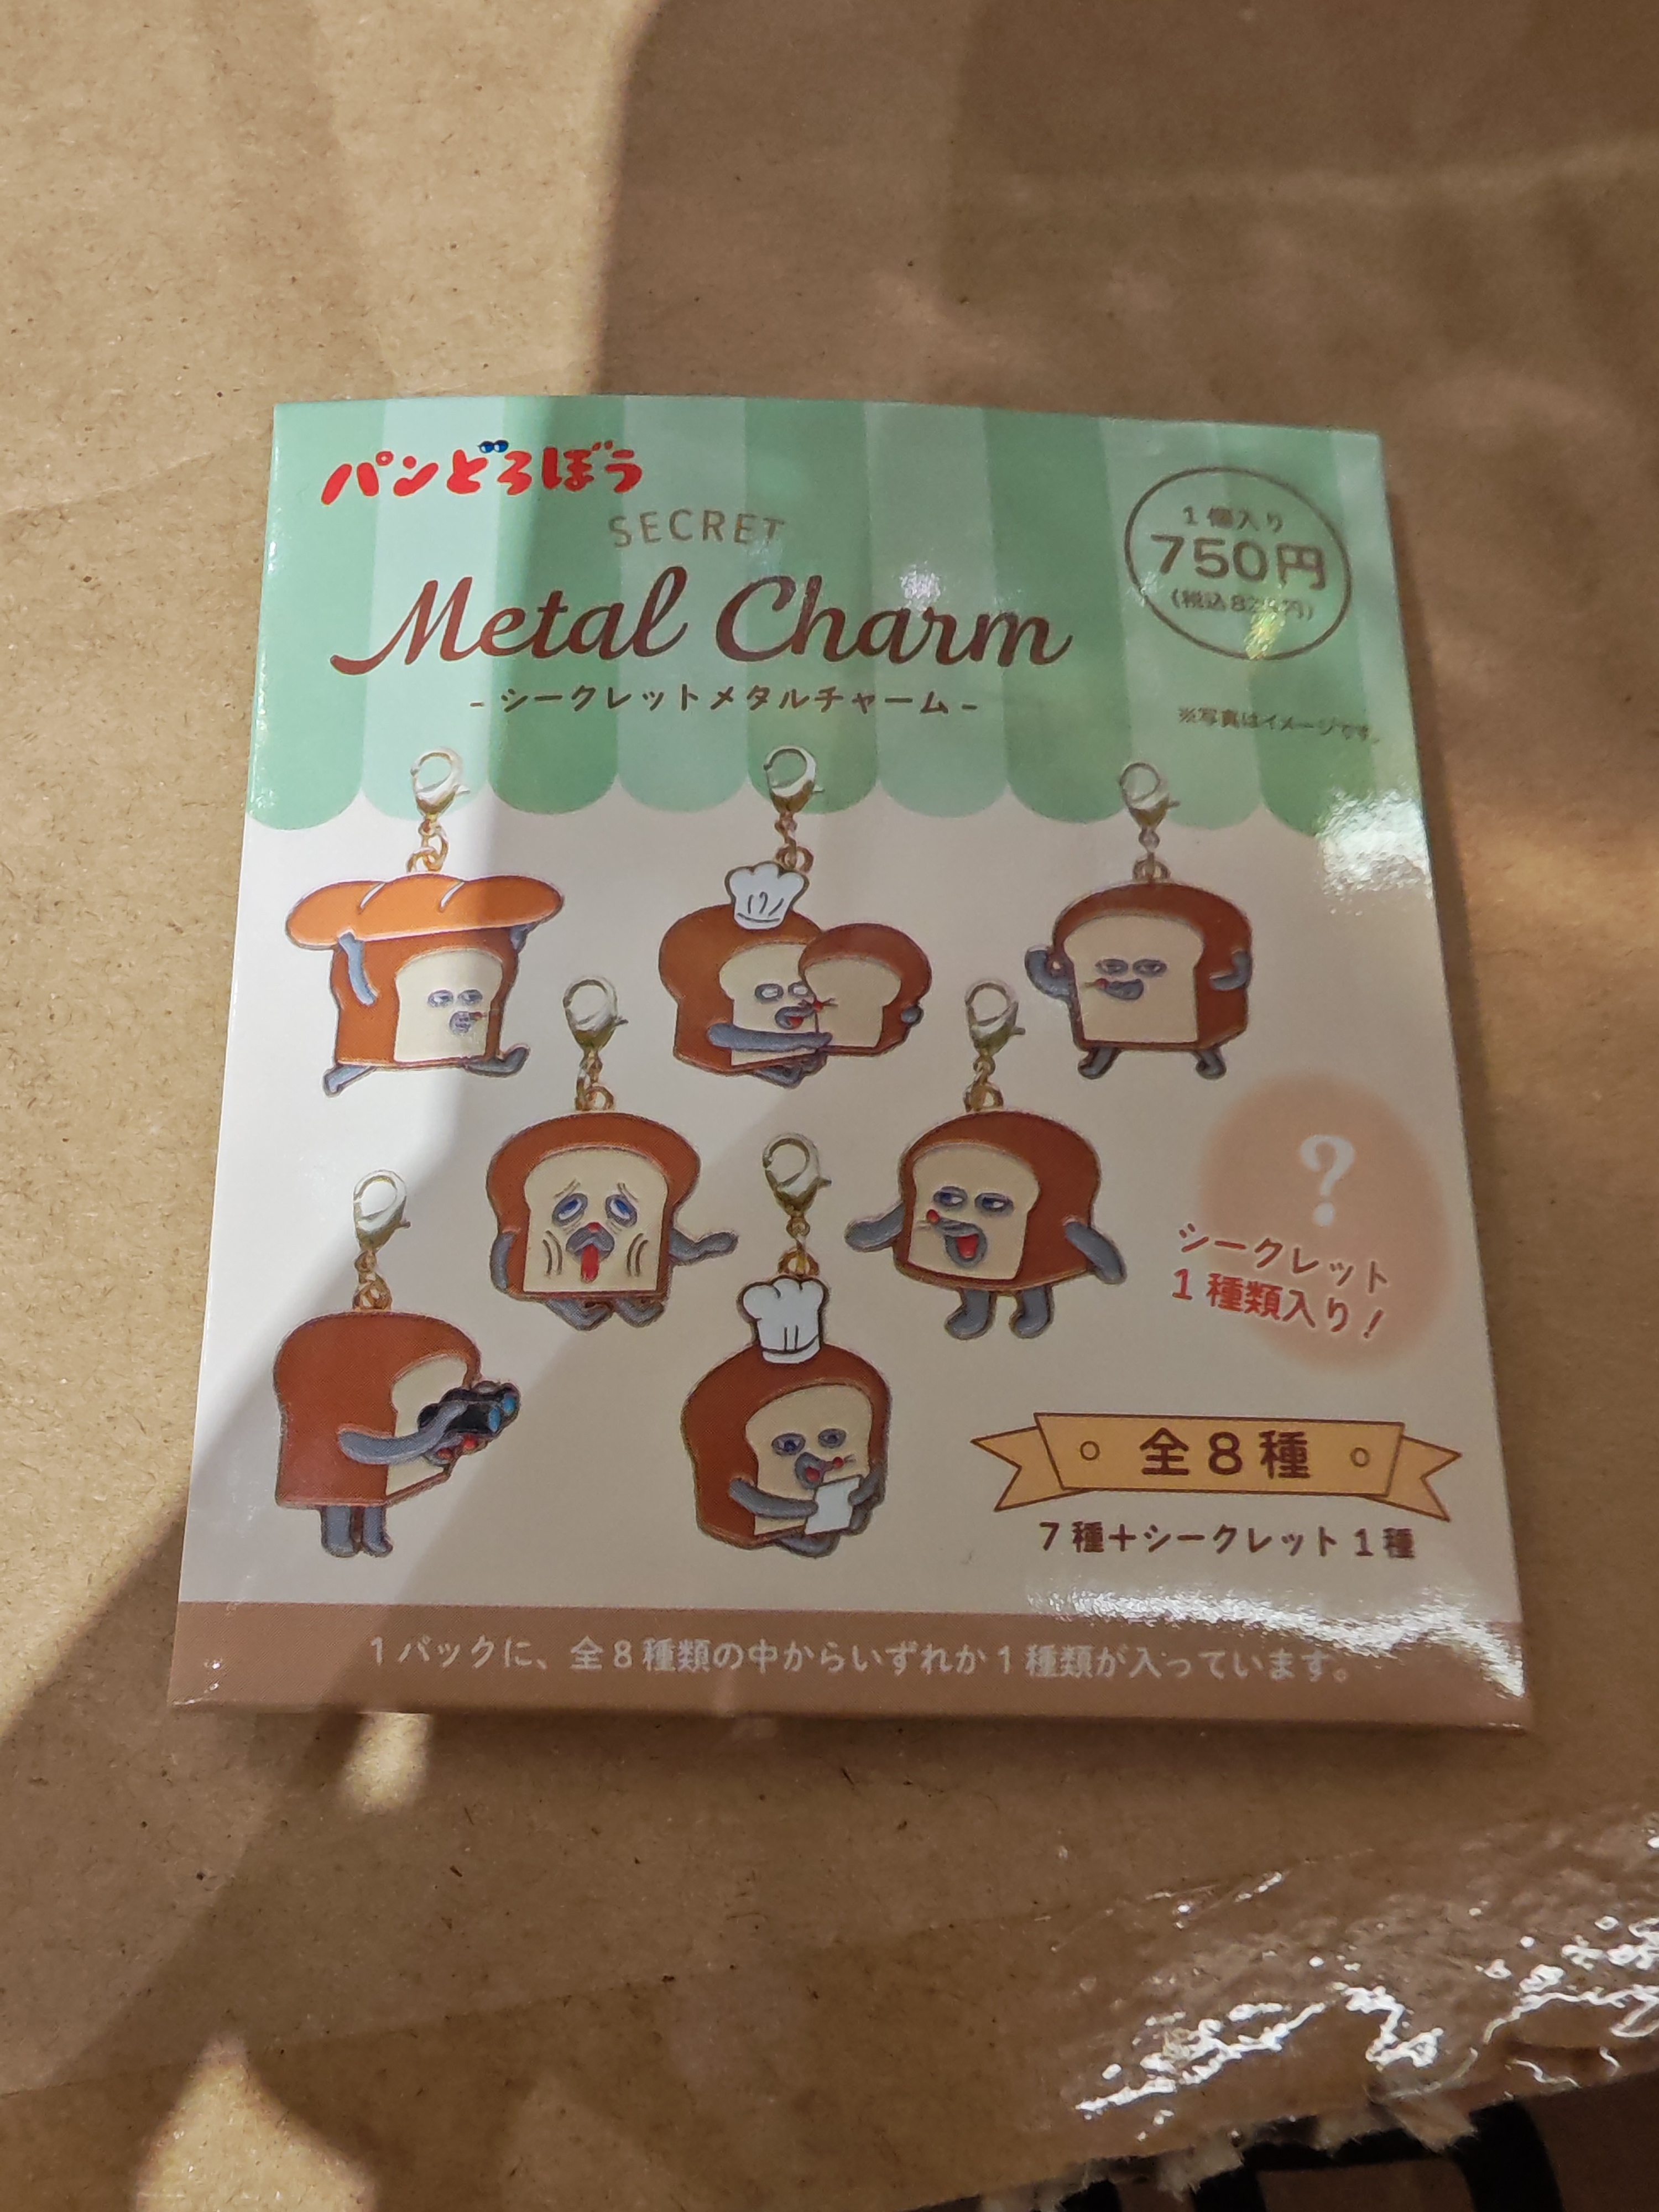 パンどろぼう
SECRET
Metal Charm
-シークレットメタルチャーム-
1個入り
750円
※写真はイメージです。
?
シークレット
1種類入り!
全8種
7種+シークレット1種
1パックに、全8種類の中からいずれか1種類が入っています。